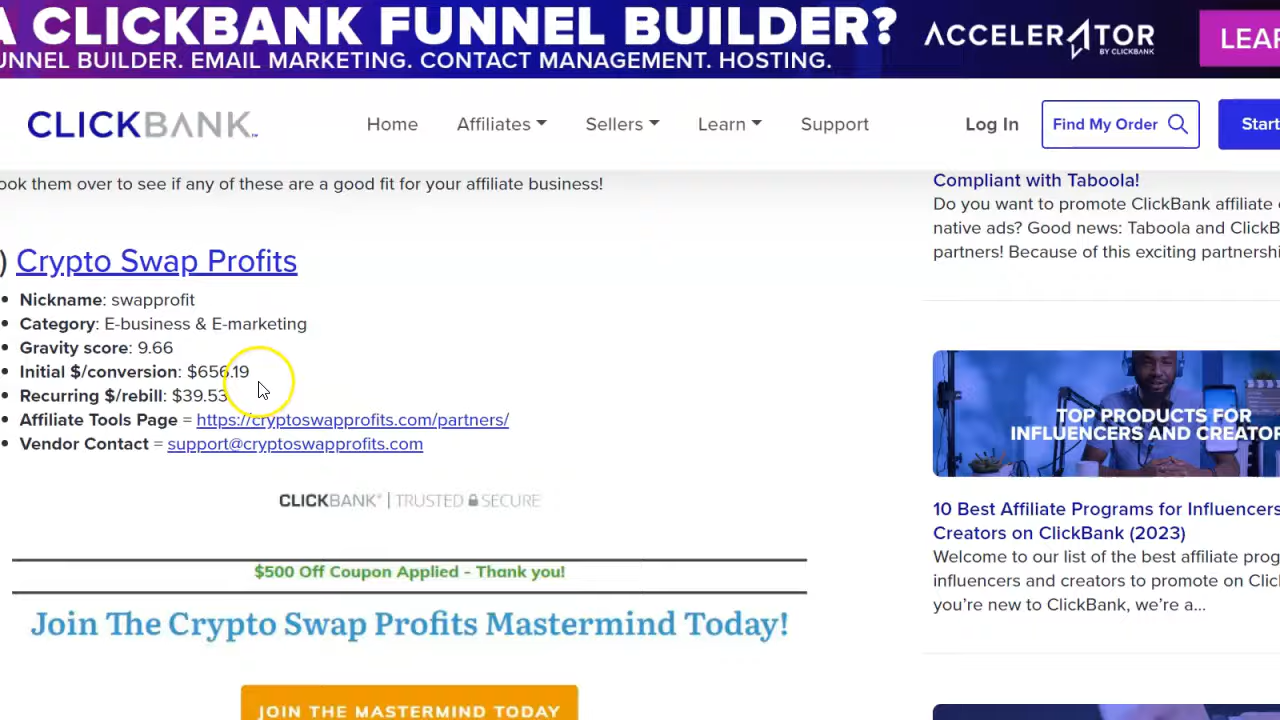 A CLICKBANK FUNNEL BUILDER?
UNNEL BUILDER. EMAIL MARKETING. CONTACT MANAGEMENT. HOSTING.
ACCELER4TOR
BY CLICKBANK
LEAR
CLICKBANK
Home
Affiliates
Sellers
Learn
Support
Log In
Find My Order
Start
ook them over to see if any of these are a good fit for your affiliate business!
) Crypto Swap Profits
• Nickname: swapprofit
• Category: E-business & E-marketing
• Gravity score: 9.66
• Initial $/conversion: $656.19
• Recurring $/rebill: $39.53
• Affiliate Tools Page = https://cryptoswapprofits.com/partners/
• Vendor Contact = support@cryptoswapprofits.com
CLICKBANK® | TRUSTED SECURE
$500 Off Coupon Applied - Thank you!
Join The Crypto Swap Profits Mastermind Today!
JOIN THE MASTERMIND TODAY
Compliant with Taboola!
Do you want to promote ClickBank affiliate
native ads? Good news: Taboola and ClickB
partners! Because of this exciting partnershi
TOP PRODUCTS FOR
INFLUENCERS AND CREATOR
10 Best Affiliate Programs for Influencers
Creators on ClickBank (2023)
Welcome to our list of the best affiliate prog
influencers and creators to promote on Clic
you're new to ClickBank, we're a...